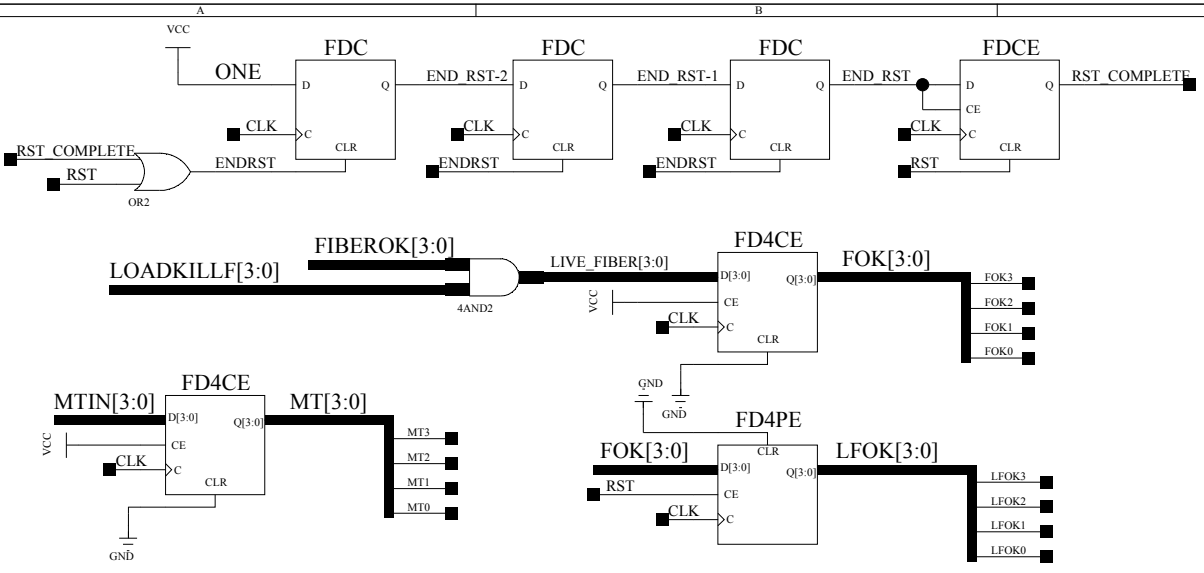 A B
VCC
FDC FDC FDC FDCE
ONE END_RST-2 END_RST-1 END_RST RST_COMPLETE
D Q D Q D Q D Q
CE
CLK C CLK C CLK C CLK C
RST_COMPLETE CLR CLR CLR CLR
RST ENDRST ENDRST ENDRST RST
OR2
FIBEROK[3:0] FD4CE
LOADKILLF[3:0] LIVE_FIBER[3:0] D[3:0] Q[3:0] FOK[3:0]
FOK3
VCC CE
FOK2
4AND2 CLK C
FOK1
CLR
FOK0
FD4CE GND GND
MTIN[3:0] D[3:0] Q[3:0] MT[3:0] FD4PE
MT3
VCC CE CLR
FOK[3:0] D[3:0] Q[3:0] LFOK[3:0]
CLK C MT2
CLR MT1 RST CE LFOK3
MT0 CLK C LFOK2
LFOK1
GND LFOK0